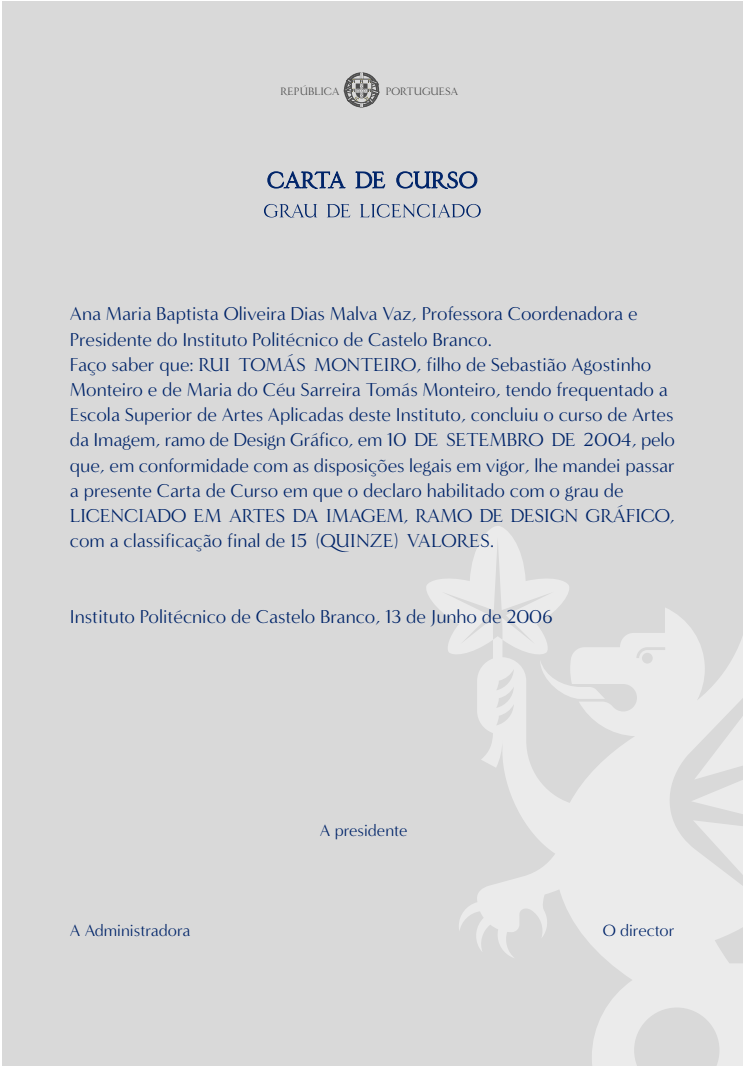 REPÚBLICA PORTUGUESA
CARTA DE CURSO
GRAU DE LICENCIADO
Ana Maria Baptista Oliveira Dias Malva Vaz, Professora Coordenadora e
Presidente do Instituto Politécnico de Castelo Branco.
Faço saber que: RUI TOMÁS MONTEIRO, filho de Sebastião Agostinho
Monteiro e de Maria do Céu Sarreira Tomás Monteiro, tendo frequentado a
Escola Superior de Artes Aplicadas deste Instituto, concluiu o curso de Artes
da Imagem, ramo de Design Gráfico, em 10 DE SETEMBRO DE 2004, pelo
que, em conformidade com as disposições legais em vigor, lhe mandei passar
a presente Carta de Curso em que o declaro habilitado com o grau de
LICENCIADO EM ARTES DA IMAGEM, RAMO DE DESIGN GRÁFICO,
com a classificação final de 15 (QUINZE) VALORES.
Instituto Politécnico de Castelo Branco, 13 de Junho de 2006
A presidente
A Administradora
O director